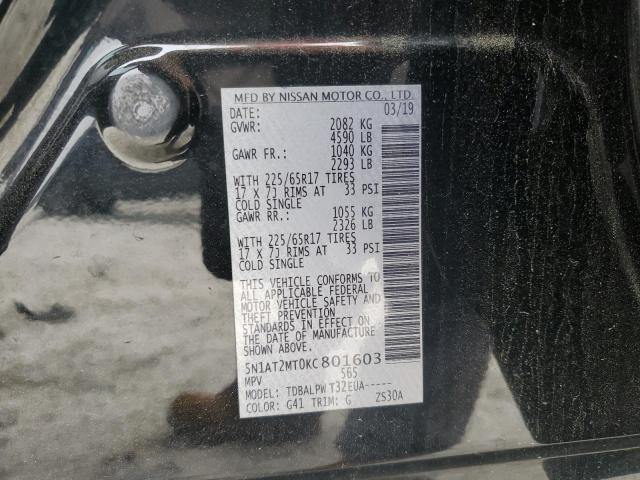 MFD BY NISSAN MOTOR CO., LTD.
DATE: 03/19
GVWR: 2082 KG
4590 LB
GAWR FR.: 1040 KG
2293 LB
WITH 225/65R17 TIRES
17 X 7J RIMS AT 33 PSI
COLD SINGLE
GAWR RR.: 1055 KG
2326 LB
WITH 225/65R17 TIRES
17 X 7J RIMS AT 33 PSI
COLD SINGLE
THIS VEHICLE CONFORMS TO
ALL APPLICABLE FEDERAL
MOTOR VEHICLE SAFETY AND
THEFT PREVENTION
STANDARDS IN EFFECT ON
THE DATE OF MANUFACTURE
SHOWN ABOVE.
5N1AT2MT0KC801603
MPV 565
MODEL: TDBALPWT32EUA-----
COLOR: G41 TRIM: G ZS30A